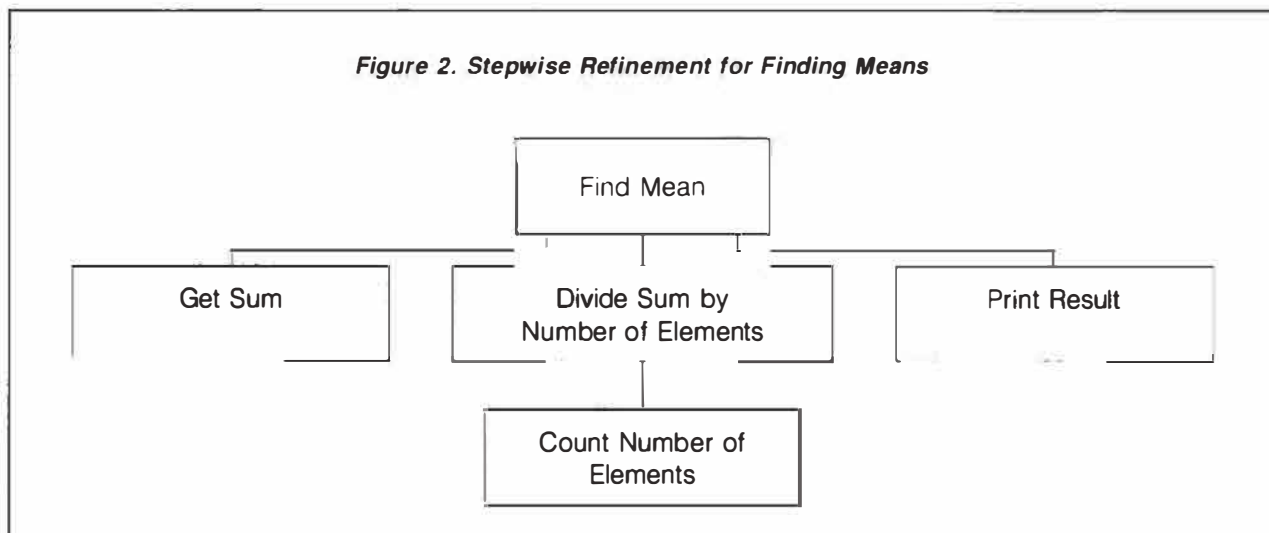 Figure 2. Stepwise Refinement for Finding Means
Find Mean
Get Sum
Divide Sum by
Number of Elements
Print Result
Count Number of
Elements